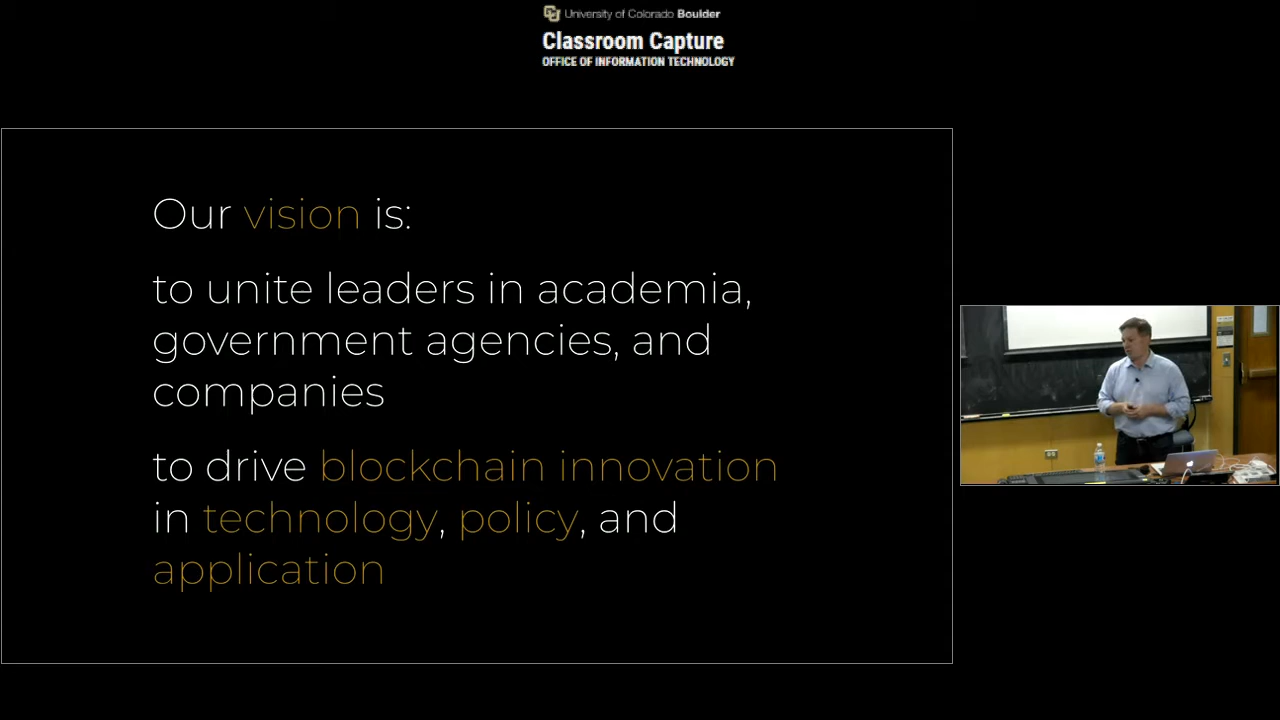 University of Colorado Boulder
Classroom Capture
OFFICE OF INFORMATION TECHNOLOGY
Our vision is:
to unite leaders in academia,
government agencies, and
companies
to drive blockchain innovation
in technology, policy, and
application